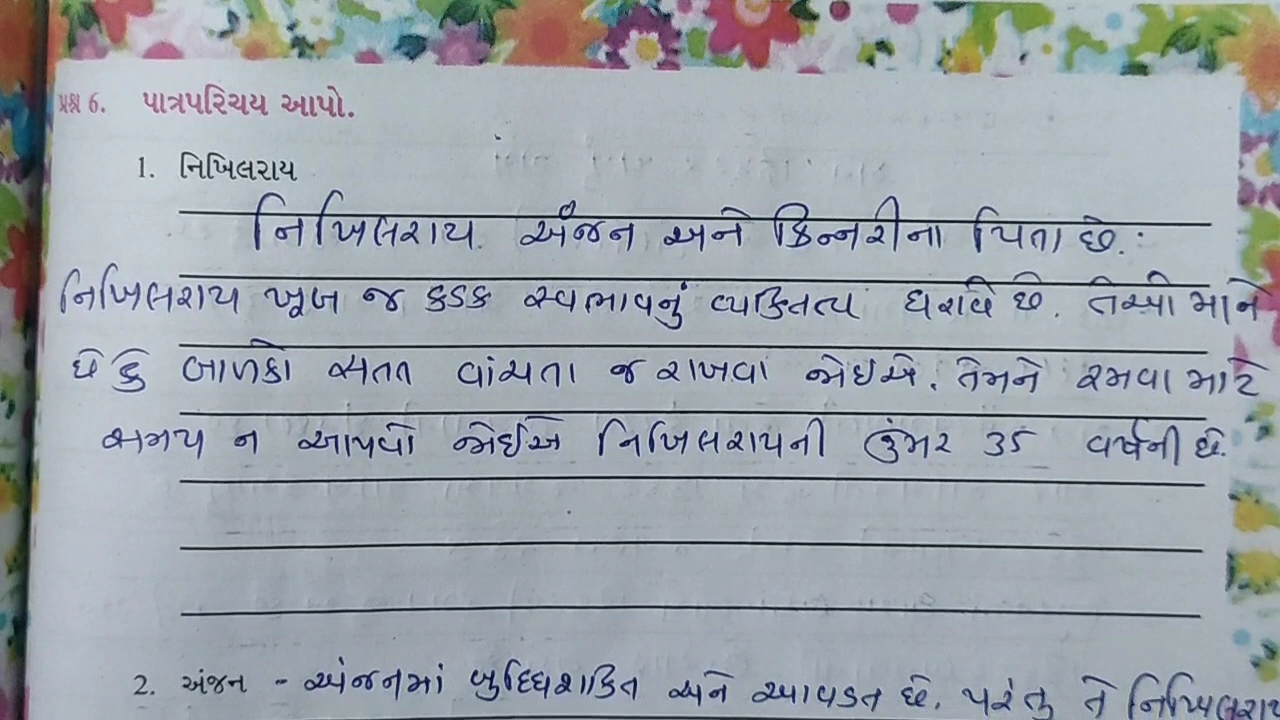 પ્રશ્ન 6. પાત્રપરિચય આપો.
1. નિખિલરાય
નિખિલરાય. અંજન અને કિન્નરીના પિતા છે.
નિખિલરાય ખૂબ જ કડક સ્વભાવનું વ્યક્તિત્વ ધરાવે છે. તેઓ માને
છે કે બાળકો સતત વાંચતા જ રાખવા જોઈએ. તેમને રમવા માટે
સમય ન આપવો જોઈએ નિખિલરાયની ઉંમર 35 વર્ષની છે.
2. અંજન - અંજનમાં બુધ્ધિશક્તિ અને આવડત છે. પરંતુ તે નિખિલરાય